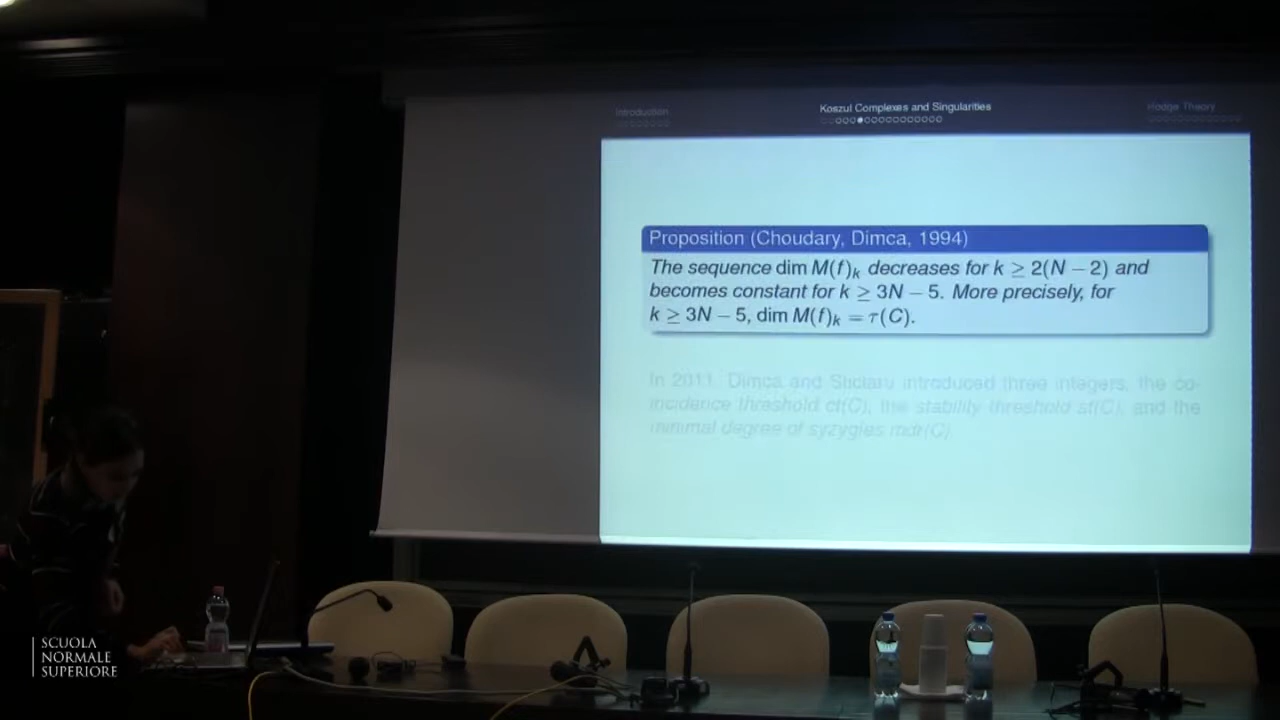 Introduction
Koszul Complexes and Singularities
Hodge Theory
Proposition (Choudary, Dimca, 1994)
The sequence dim M(f)ₖ decreases for k ≥ 2(N − 2) and
becomes constant for k ≥ 3N − 5. More precisely, for
k ≥ 3N − 5, dim M(f)ₖ = τ(C).
In 2011, Dimca and Sticlaru introduced three integers, the co-
incidence threshold ct(C), the stability threshold st(C), and the
minimal degree of syzygies mdr(C)
SCUOLA
NORMALE
SUPERIORE